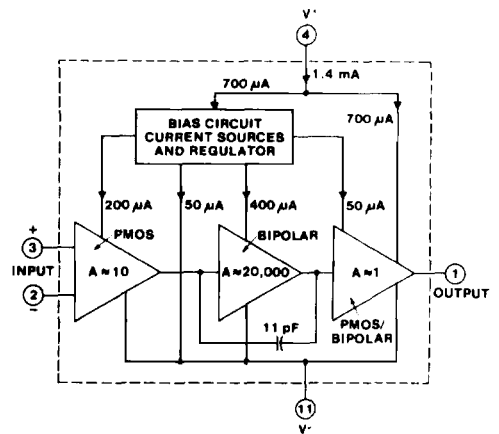 V+
4
1.4 mA
700 µA
700 µA
BIAS CIRCUIT
CURRENT SOURCES
AND REGULATOR
200 µA
50 µA
400 µA
50 µA
+
3
PMOS
BIPOLAR
A ≈ 10
A ≈ 20,000
A ≈ 1
INPUT
1
OUTPUT
2
−
11 pF
PMOS/
BIPOLAR
11
V-